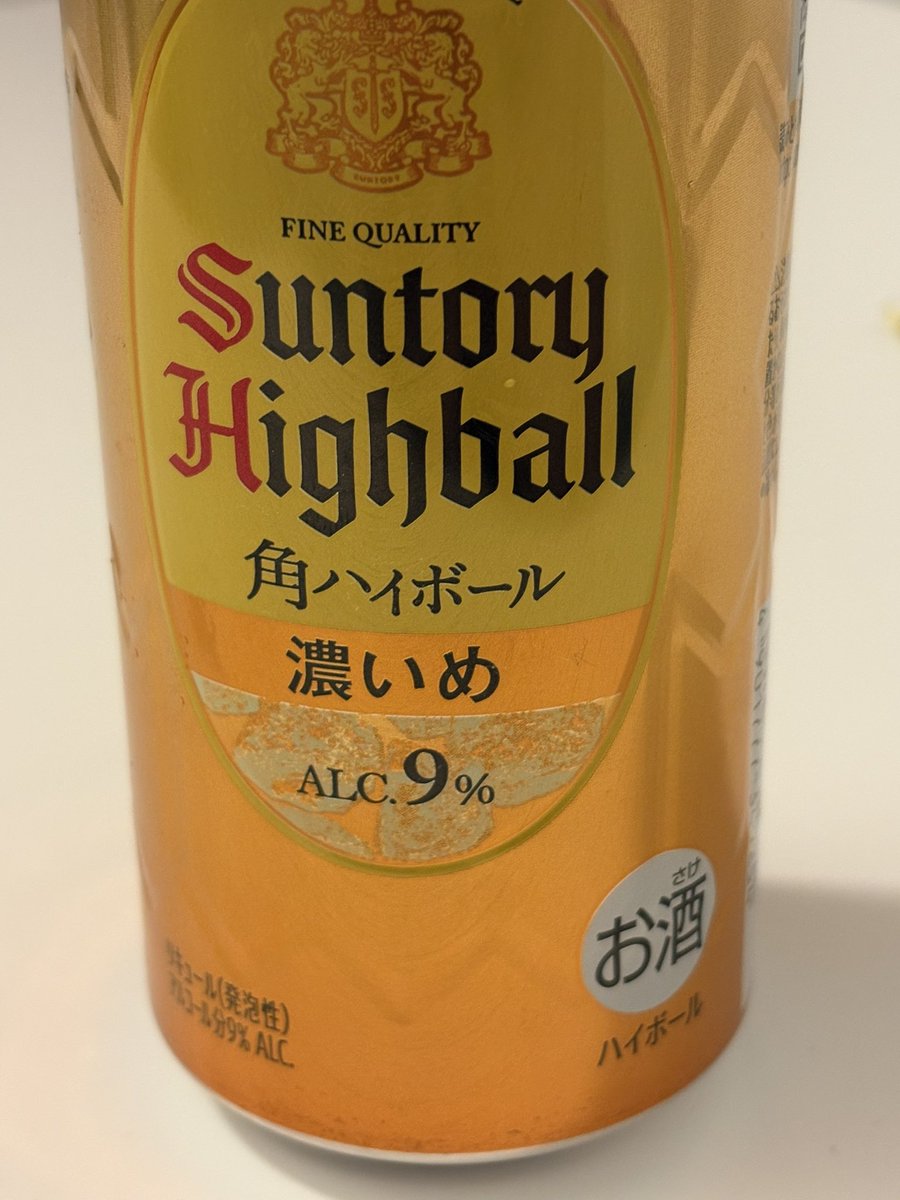 SUNTORY
FINE QUALITY
Suntory
Highball
角ハイボール
濃いめ
ALC.9%
さけ
お酒
ハイボール
リキュール(発泡性)
アルコール分9% ALC.